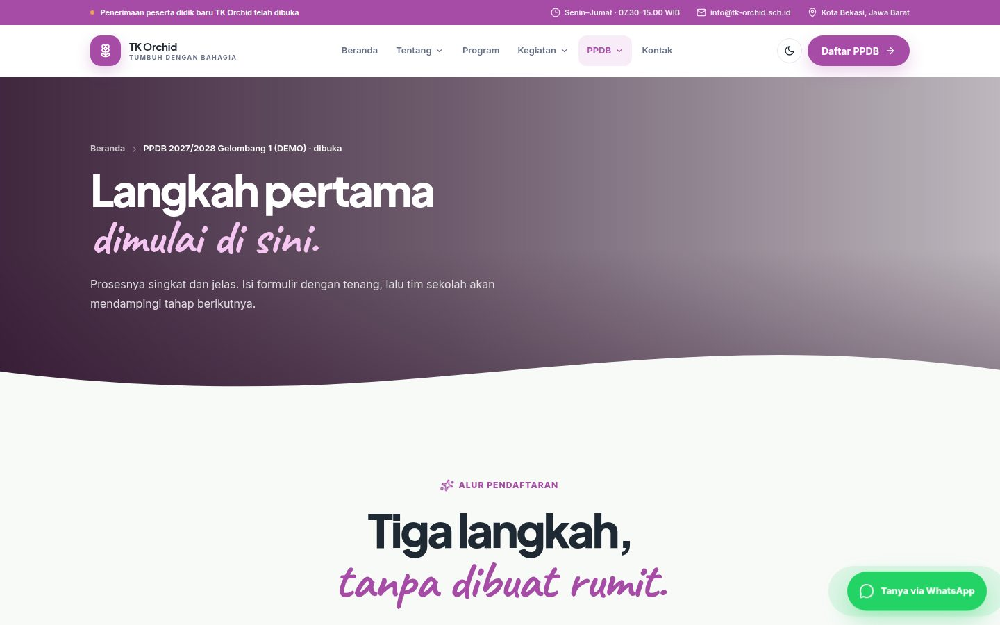 Penerimaan peserta didik baru TK Orchid telah dibuka
Senin–Jumat · 07.30–15.00 WIB
info@tk-orchid.sch.id
Kota Bekasi, Jawa Barat
TK Orchid
TUMBUH DENGAN BAHAGIA
Beranda
Tentang
Program
Kegiatan
PPDB
Kontak
Daftar PPDB
Beranda
PPDB 2027/2028 Gelombang 1 (DEMO) · dibuka
Langkah pertama
dimulai di sini.
Prosesnya singkat dan jelas. Isi formulir dengan tenang, lalu tim sekolah akan
mendampingi tahap berikutnya.
ALUR PENDAFTARAN
Tiga langkah,
tanpa dibuat rumit.
Tanya via WhatsApp